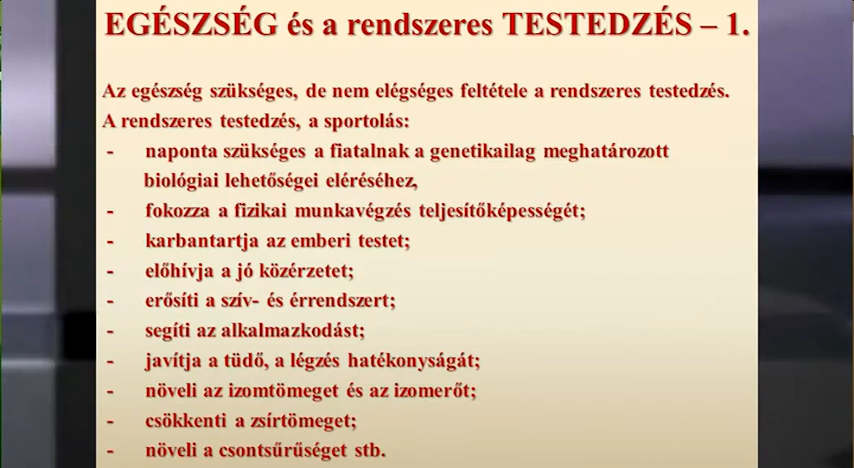 EGÉSZSÉG és a rendszeres TESTEDZÉS – 1.
Az egészség szükséges, de nem elégséges feltétele a rendszeres testedzés.
A rendszeres testedzés, a sportolás:
- naponta szükséges a fiatalnak a genetikailag meghatározott
biológiai lehetőségei eléréséhez,
- fokozza a fizikai munkavégzés teljesítőképességét;
- karbantartja az emberi testet;
- előhívja a jó közérzetet;
- erősíti a szív- és érrendszert;
- segíti az alkalmazkodást;
- javítja a tüdő, a légzés hatékonyságát;
- növeli az izomtömeget és az izomerőt;
- csökkenti a zsírtömeget;
- növeli a csontsűrűséget stb.